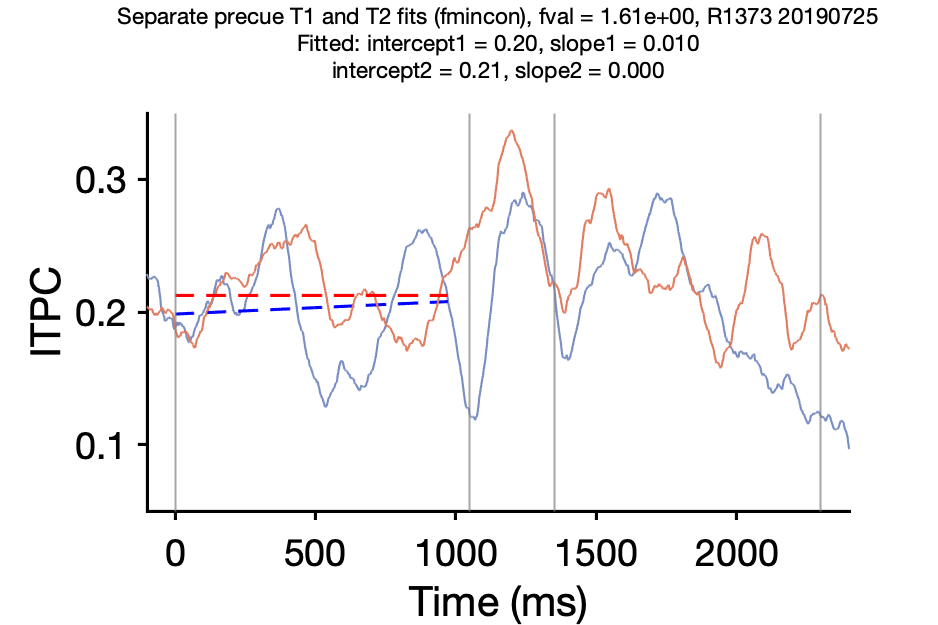 Separate precue T1 and T2 fits (fmincon), fval = 1.61e+00, R1373 20190725
Fitted: intercept1 = 0.20, slope1 = 0.010
intercept2 = 0.21, slope2 = 0.000
0.3
0.2
0.1
ITPC
0 500 1000 1500 2000
Time (ms)